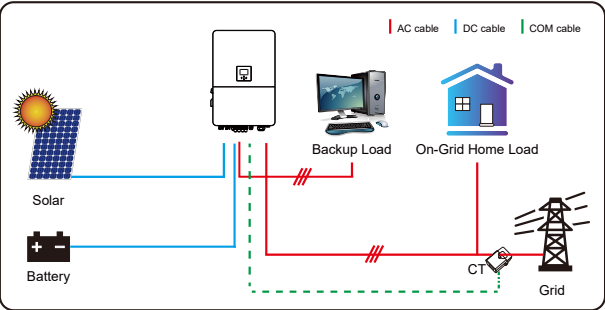 AC cable
DC cable
COM cable
Backup Load
On-Grid Home Load
Solar
Battery
CT
Grid